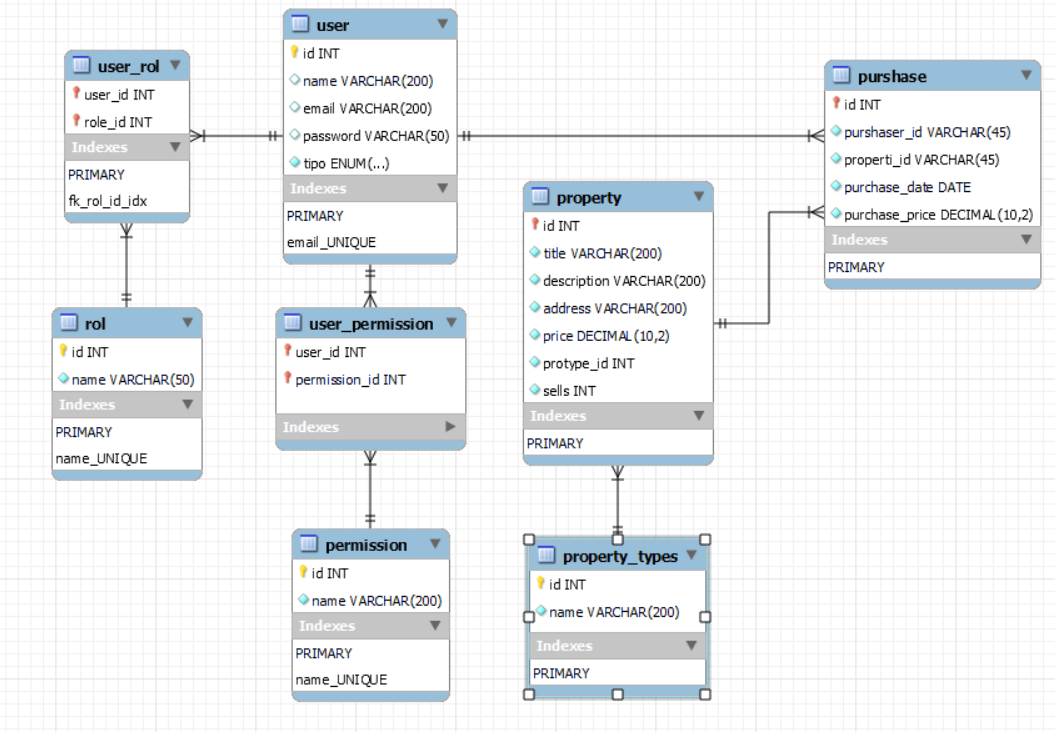 user
id INT
name VARCHAR(200)
email VARCHAR(200)
password VARCHAR(50)
tipo ENUM(...)
Indexes
PRIMARY
email_UNIQUE
user_rol
user_id INT
role_id INT
Indexes
PRIMARY
fk_rol_id_idx
purshase
id INT
purshaser_id VARCHAR(45)
properti_id VARCHAR(45)
purchase_date DATE
purchase_price DECIMAL(10,2)
Indexes
PRIMARY
property
id INT
title VARCHAR(200)
description VARCHAR(200)
address VARCHAR(200)
price DECIMAL(10,2)
protype_id INT
sells INT
Indexes
PRIMARY
rol
id INT
name VARCHAR(50)
Indexes
PRIMARY
name_UNIQUE
user_permission
user_id INT
permission_id INT
Indexes
permission
id INT
name VARCHAR(200)
Indexes
PRIMARY
name_UNIQUE
property_types
id INT
name VARCHAR(200)
Indexes
PRIMARY